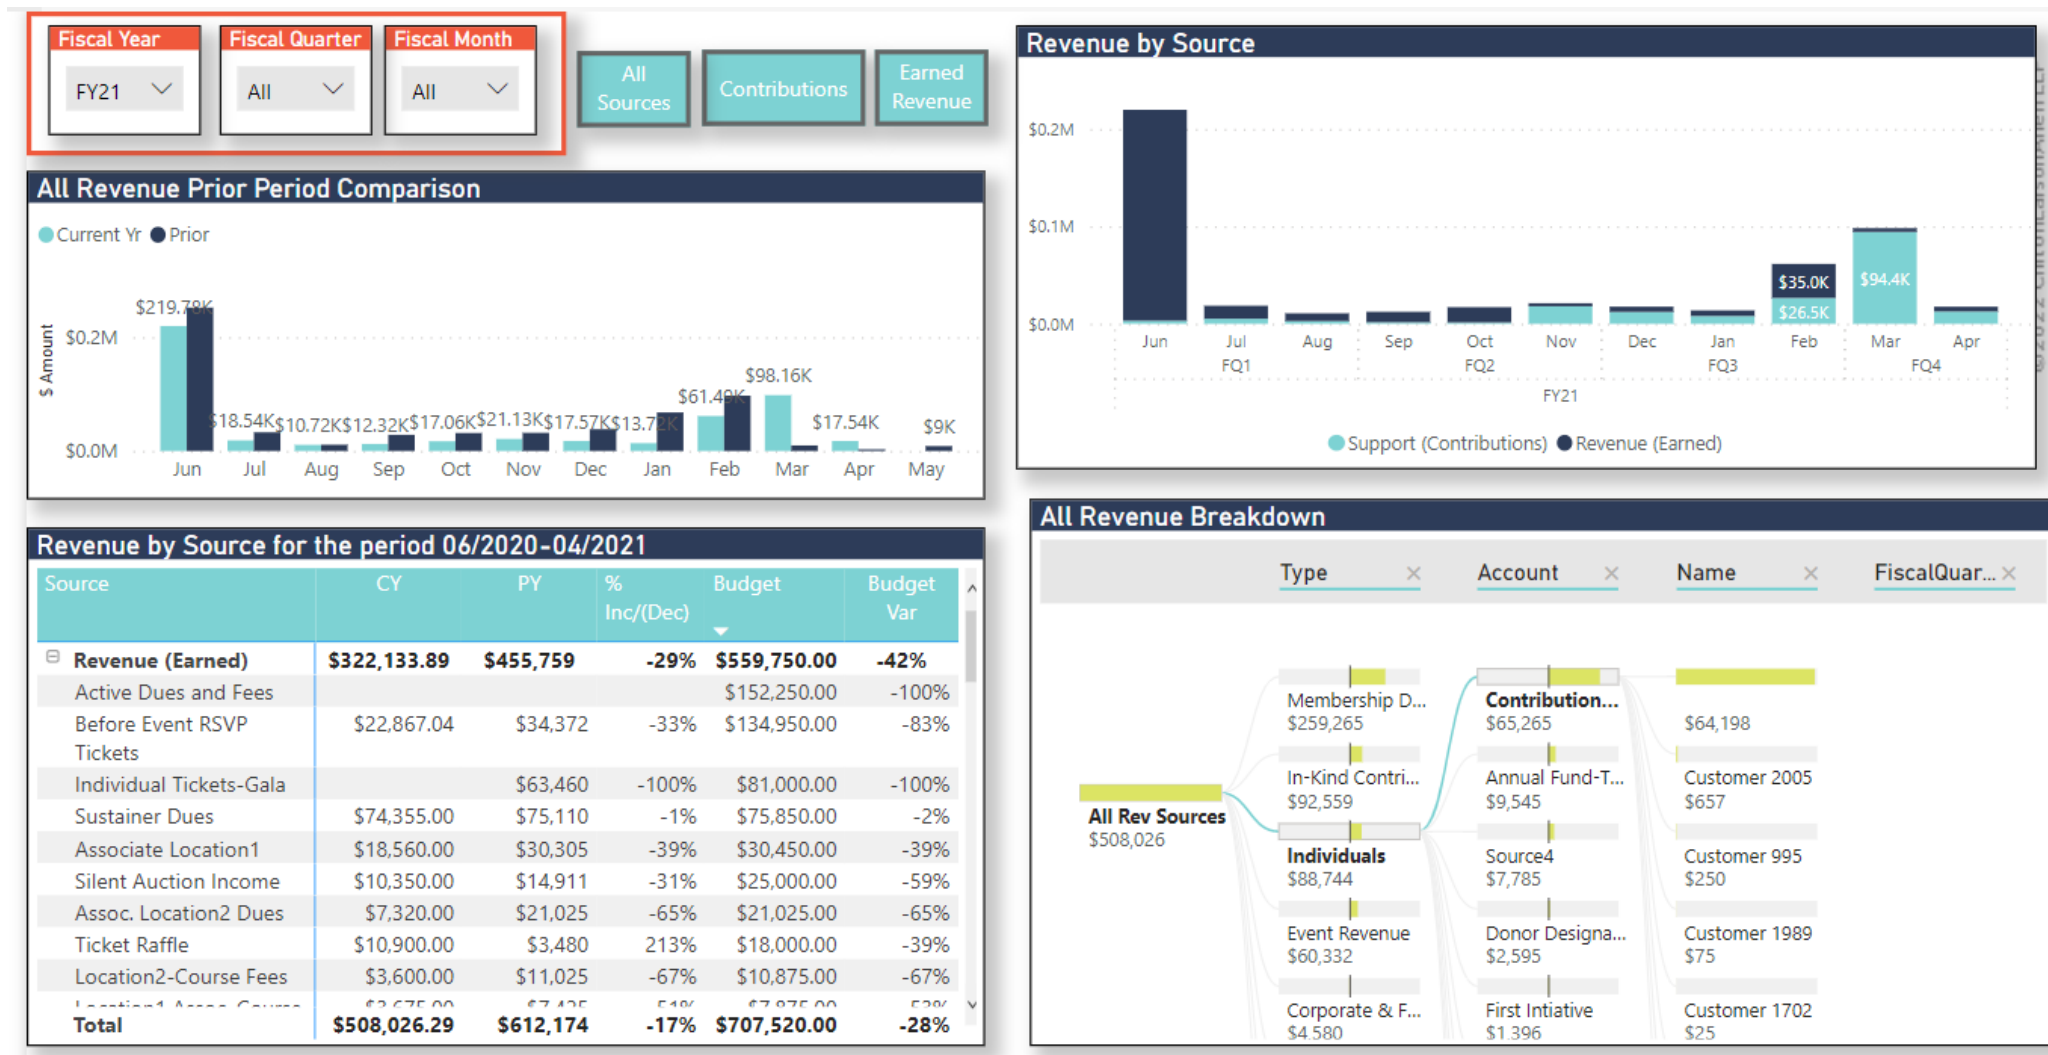 Fiscal Year
Fiscal Quarter
Fiscal Month
FY21
All
All
All
Sources
Contributions
Earned
Revenue
All Revenue Prior Period Comparison
Current Yr Prior
$ Amount
$0.2M
$0.0M
$219.78K
$18.54K
$10.72K
$12.32K
$17.06K
$21.13K
$17.57K
$13.72K
$61.49K
$98.16K
$17.54K
$9K
Jun Jul Aug Sep Oct Nov Dec Jan Feb Mar Apr May
Revenue by Source
$0.2M
$0.1M
$0.0M
$35.0K
$26.5K
$94.4K
Jun Jul Aug Sep Oct Nov Dec Jan Feb Mar Apr
FQ1 FQ2 FQ3 FQ4
FY21
Support (Contributions) Revenue (Earned)
Revenue by Source for the period 06/2020-04/2021
Source CY PY % Inc/(Dec) Budget Budget Var
Revenue (Earned) $322,133.89 $455,759 -29% $559,750.00 -42%
Active Dues and Fees $152,250.00 -100%
Before Event RSVP Tickets $22,867.04 $34,372 -33% $134,950.00 -83%
Individual Tickets-Gala $63,460 -100% $81,000.00 -100%
Sustainer Dues $74,355.00 $75,110 -1% $75,850.00 -2%
Associate Location1 $18,560.00 $30,305 -39% $30,450.00 -39%
Silent Auction Income $10,350.00 $14,911 -31% $25,000.00 -59%
Assoc. Location2 Dues $7,320.00 $21,025 -65% $21,025.00 -65%
Ticket Raffle $10,900.00 $3,480 213% $18,000.00 -39%
Location2-Course Fees $3,600.00 $11,025 -67% $10,875.00 -67%
Total $508,026.29 $612,174 -17% $707,520.00 -28%
All Revenue Breakdown
Type Account Name FiscalQuar...
All Rev Sources
$508,026
Membership D...
$259,265
In-Kind Contri...
$92,559
Individuals
$88,744
Event Revenue
$60,332
Corporate & F...
$4,580
Contribution...
$65,265
Annual Fund-T...
$9,545
Source4
$7,785
Donor Designa...
$2,595
First Intiative
$1,396
$64,198
Customer 2005
$657
Customer 995
$250
Customer 1989
$75
Customer 1702
$25